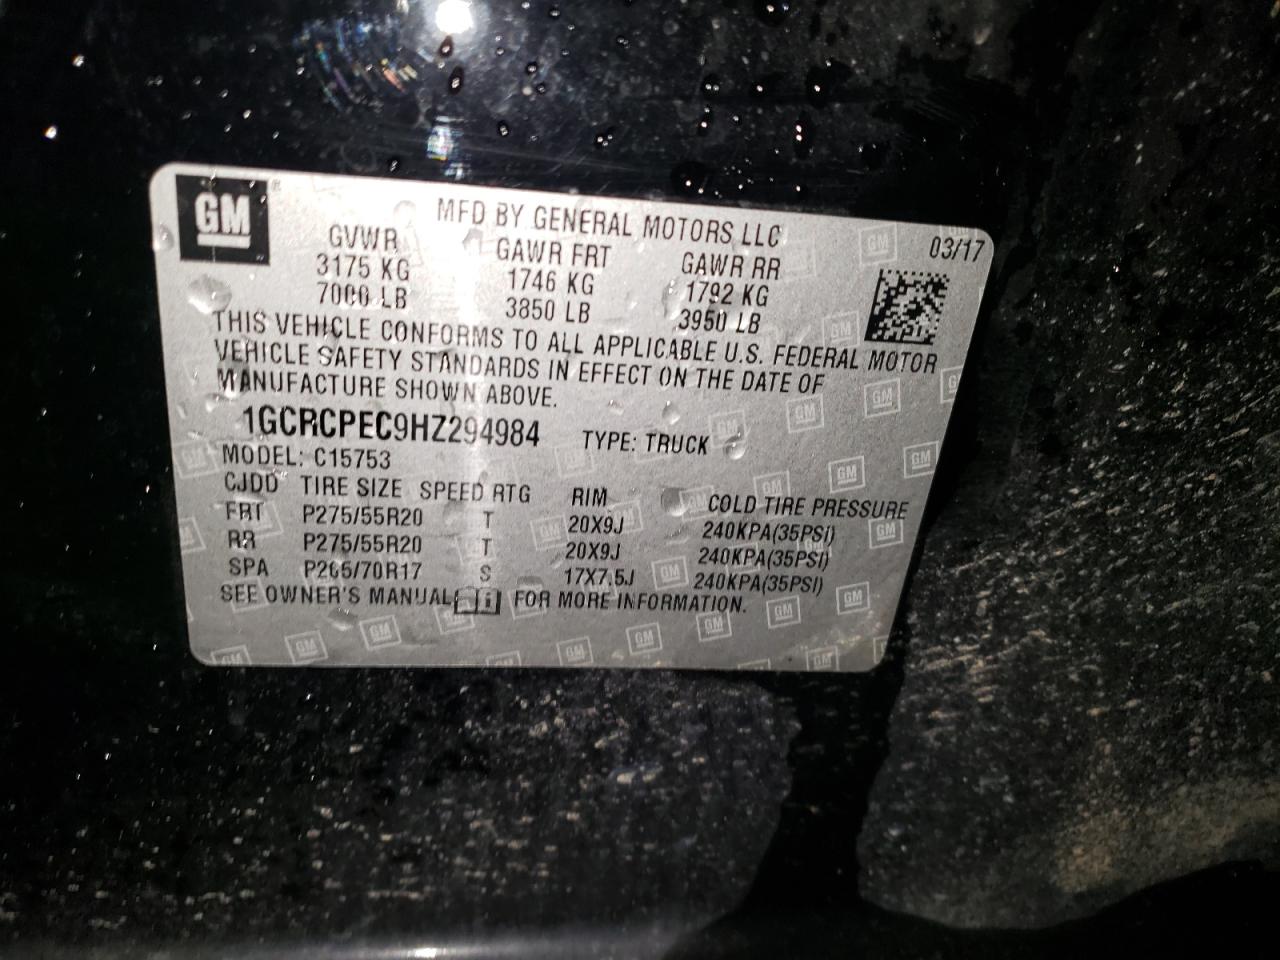 GM
MFD BY GENERAL MOTORS LLC
03/17
GVWR GAWR FRT GAWR RR
3175 KG 1746 KG 1792 KG
7000 LB 3850 LB 3950 LB
THIS VEHICLE CONFORMS TO ALL APPLICABLE U.S. FEDERAL MOTOR
VEHICLE SAFETY STANDARDS IN EFFECT ON THE DATE OF
MANUFACTURE SHOWN ABOVE.
1GCRCPEC9HZ294984 TYPE: TRUCK
MODEL: C15753
CJDD TIRE SIZE SPEED RTG RIM COLD TIRE PRESSURE
FRT P275/55R20 T 20X9J 240KPA(35PSI)
RR P275/55R20 T 20X9J 240KPA(35PSI)
SPA P265/70R17 S 17X7.5J 240KPA(35PSI)
SEE OWNER'S MANUAL FOR MORE INFORMATION.